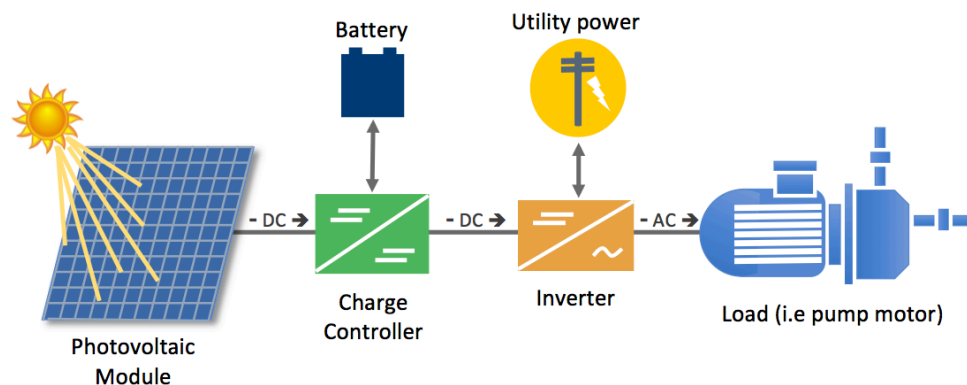 Battery
Utility power
- DC →
- DC →
- AC →
Photovoltaic
Module
Charge
Controller
Inverter
Load (i.e pump motor)